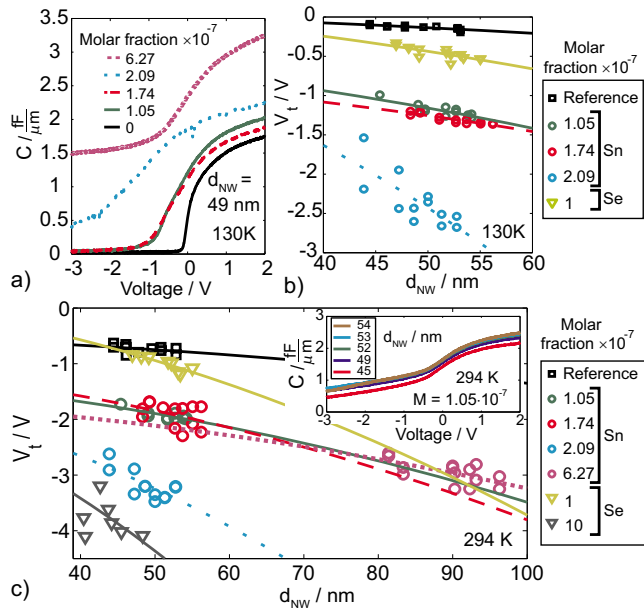 a)
Molar fraction ×10⁻⁷
6.27
2.09
1.74
1.05
0
C / fF/μm
3.5
3
2.5
2
1.5
1
0.5
0
d_NW = 49 nm
130K
-3 -2 -1 0 1 2
Voltage / V
b)
V_t / V
0
-0.5
-1
-1.5
-2
-2.5
-3
130K
40 45 50 55 60
d_NW / nm
Molar fraction ×10⁻⁷
Reference
1.05
1.74 Sn
2.09
1 Se
c)
V_t / V
0
-1
-2
-3
-4
40 50 60 70 80 90 100
d_NW / nm
294 K
54
53
52
49
45
d_NW / nm
C / fF/μm
3
2
1
0
294 K
M = 1.05·10⁻⁷
-3 -2 -1 0 1 2
Voltage / V
Molar fraction ×10⁻⁷
Reference
1.05
1.74 Sn
2.09
6.27
1 Se
10